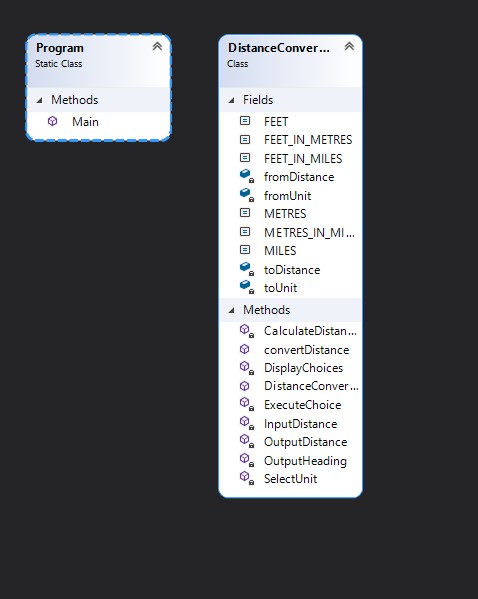 Program
Static Class
Methods
Main
DistanceConver...
Class
Fields
FEET
FEET_IN_METRES
FEET_IN_MILES
fromDistance
fromUnit
METRES
METRES_IN_MI...
MILES
toDistance
toUnit
Methods
CalculateDistan...
convertDistance
DisplayChoices
DistanceConver...
ExecuteChoice
InputDistance
OutputDistance
OutputHeading
SelectUnit